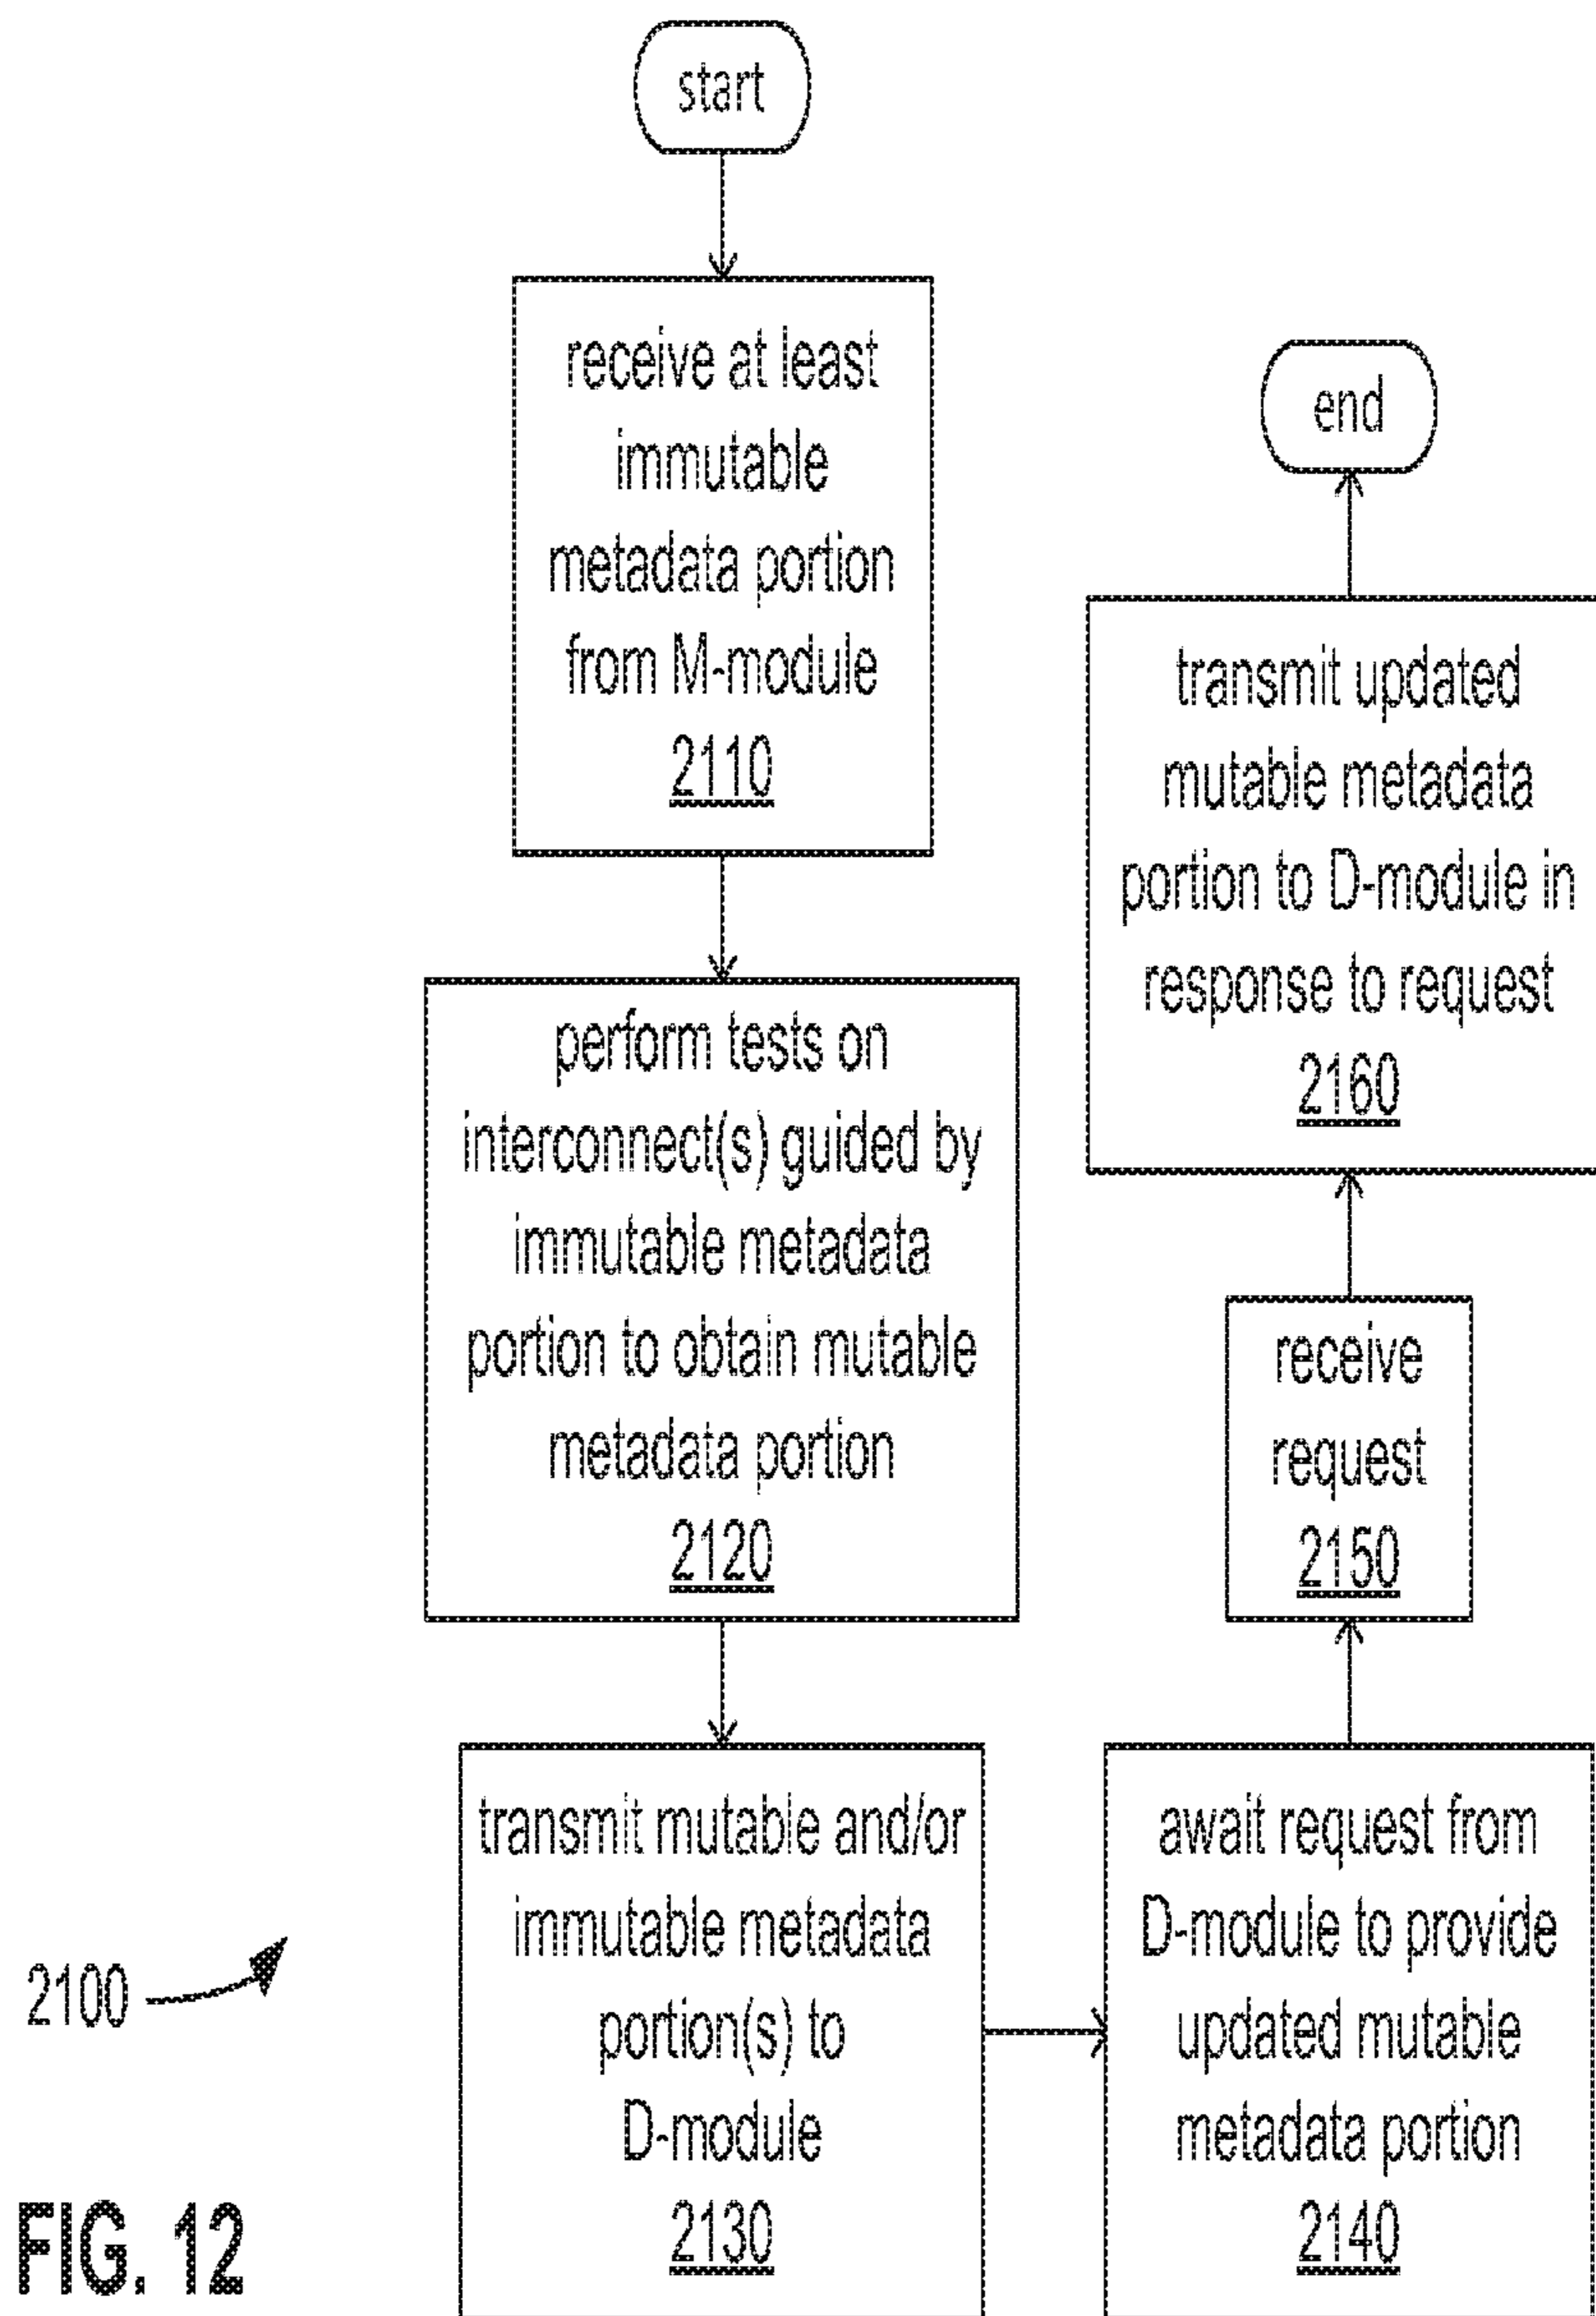 start
receive at least
immutable
metadata portion
from M-module
2110
perform tests on
interconnect(s) guided by
immutable metadata
portion to obtain mutable
metadata portion
2120
transmit mutable and/or
immutable metadata
portion(s) to
D-module
2130
await request from
D-module to provide
updated mutable
metadata portion
2140
receive
request
2150
transmit updated
mutable metadata
portion to D-module in
response to request
2160
end
2100
FIG. 12